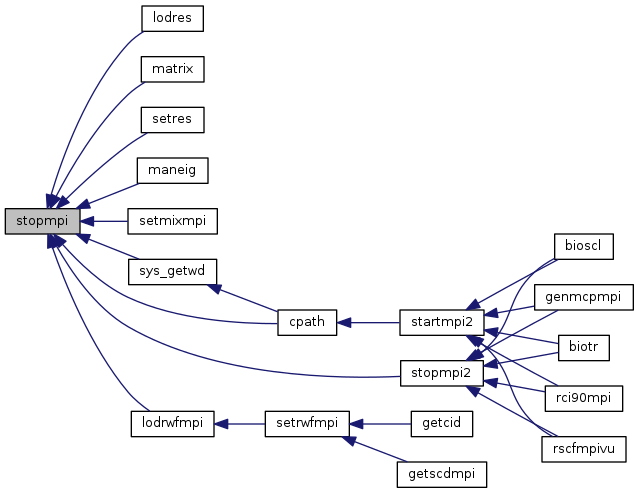 lodres
matrix
setres
maneig
stopmpi
setmixmpi
sys_getwd
cpath
startmpi2
stopmpi2
bioscl
genmcpmpi
biotr
rci90mpi
rscfmpivu
lodrwfmpi
setrwfmpi
getcid
getscdmpi